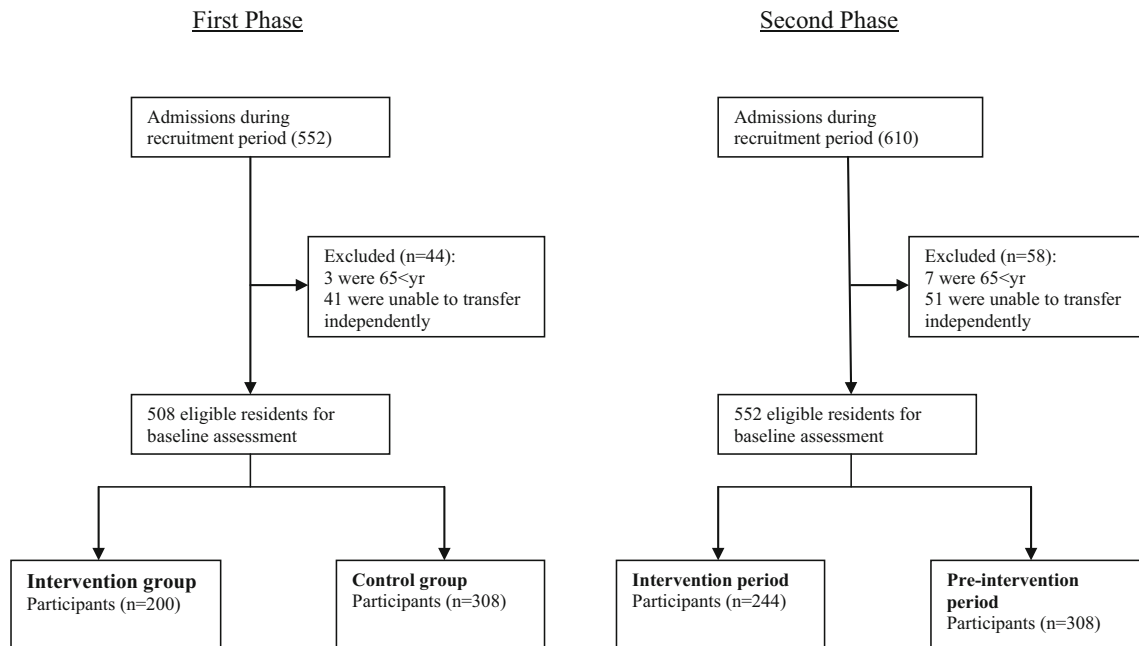 First Phase
Second Phase
Admissions during
recruitment period (552)
Admissions during
recruitment period (610)
Excluded (n=44):
3 were 65<yr
41 were unable to transfer
independently
Excluded (n=58):
7 were 65<yr
51 were unable to transfer
independently
508 eligible residents for
baseline assessment
552 eligible residents for
baseline assessment
Intervention group
Participants (n=200)
Control group
Participants (n=308)
Intervention period
Participants (n=244)
Pre-intervention
period
Participants (n=308)